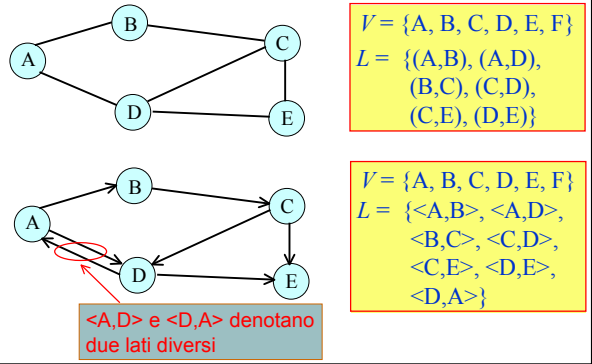 B
A
C
D
E
V = {A, B, C, D, E, F}
L = {(A,B), (A,D),
(B,C), (C,D),
(C,E), (D,E)}
B
A
C
D
E
V = {A, B, C, D, E, F}
L = {<A,B>, <A,D>,
<B,C>, <C,D>,
<C,E>, <D,E>,
<D,A>}
<A,D> e <D,A> denotano
due lati diversi